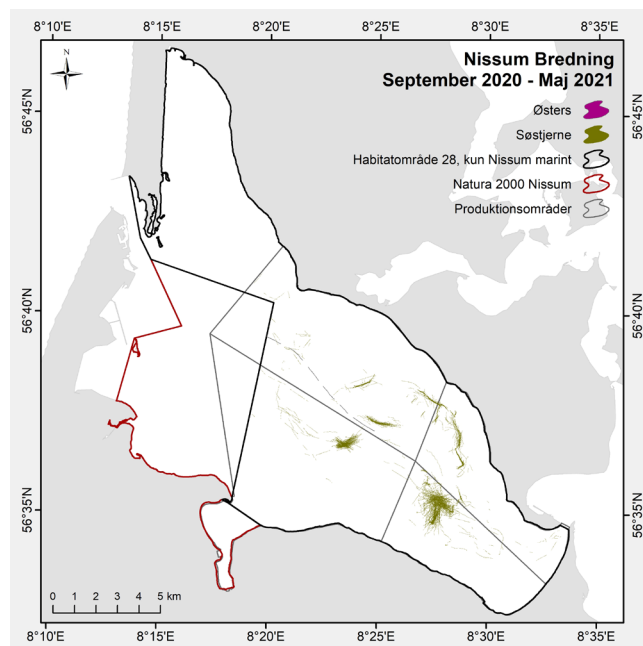 8°10'E 8°15'E 8°20'E 8°25'E 8°30'E 8°35'E
N
Nissum Bredning
September 2020 - Maj 2021
Østers
Søstjerne
Habitatområde 28, kun Nissum marint
Natura 2000 Nissum
Produktionsområder
56°45'N 56°45'N
56°40'N 56°40'N
56°35'N 56°35'N
0 1 2 3 4 5 km
8°10'E 8°15'E 8°20'E 8°25'E 8°30'E 8°35'E